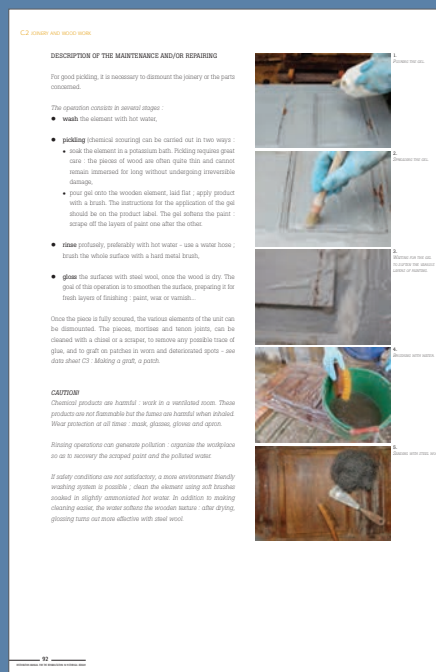 C2 JOINERY AND WOOD WORK
DESCRIPTION OF THE MAINTENANCE AND/OR REPAIRING
For good pickling, it is necessary to dismount the joinery or the parts
concerned.
The operation consists in several stages :
● wash the element with hot water,
● pickling (chemical scouring) can be carried out in two ways :
• soak the element in a potassium bath. Pickling requires great
care : the pieces of wood are often quite thin and cannot
remain immersed for long without undergoing irreversible
damage,
• pour gel onto the wooden element, laid flat ; apply product
with a brush. The instructions for the application of the gel
should be on the product label. The gel softens the paint :
scrape off the layers of paint one after the other.
● rinse profusely, preferably with hot water - use a water hose ;
brush the whole surface with a hard metal brush,
● gloss the surfaces with steel wool, once the wood is dry. The
goal of this operation is to smoothen the surface, preparing it for
fresh layers of finishing : paint, wax or varnish...
Once the piece is fully scoured, the various elements of the unit can
be dismounted. The pieces, mortises and tenon joints, can be
cleaned with a chisel or a scraper, to remove any possible trace of
glue, and to graft on patches in worn and deteriorated spots - see
data sheet C3 : Making a graft, a patch.
CAUTION!
Chemical products are harmful : work in a ventilated room. These
products are not flammable but the fumes are harmful when inhaled.
Wear protection at all times : mask, glasses, gloves and apron.
Rinsing operations can generate pollution : organise the workplace
so as to recovery the scraped paint and the polluted water.
If safety conditions are not satisfactory, a more environment friendly
washing system is possible ; clean the element using soft brushes
soaked in slightly ammoniated hot water. In addition to making
cleaning easier, the water softens the wooden texture : after drying,
glossing turns out more effective with steel wool.
1.
POURING THE GEL
2.
SPREADING THE GEL
3.
4.
BRUSHING WITH WATER
5.
92